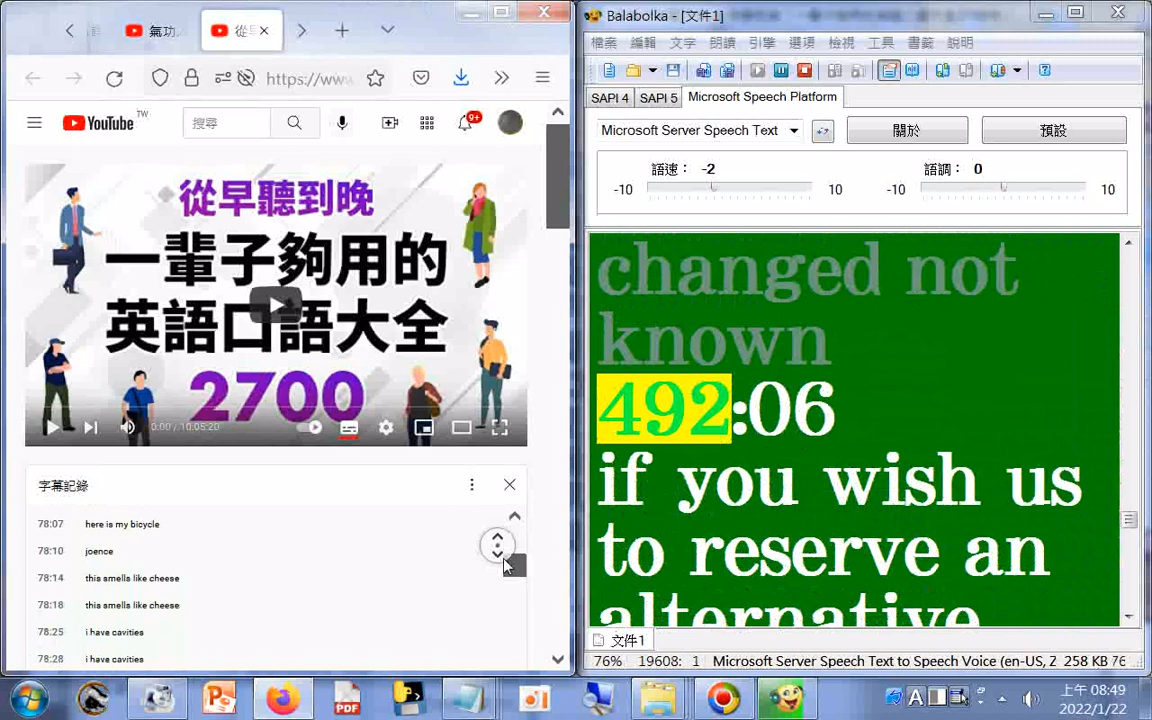 氣功
從
https://www
YouTube TW
搜尋
9+
從早聽到晚
一輩子夠用的
英語口語大全
2700
0:00 / 10:05:20
字幕記錄
78:07 here is my bicycle
78:10 joence
78:14 this smells like cheese
78:18 this smells like cheese
78:25 i have cavities
78:28 i have cavities
Balabolka - [文件1]
檔案 編輯 文字 朗讀 引擎 選項 檢視 工具 書籤 說明
SAPI 4 SAPI 5 Microsoft Speech Platform
Microsoft Server Speech Text 關於 預設
語速： -2 語調： 0
-10 10 -10 10
changed not
known
492:06
if you wish us
to reserve an
alternative
文件1
76% 19608: 1 Microsoft Server Speech Text to Speech Voice (en-US, Z 258 KB 76
PDF A 上午 08:49
2022/1/22